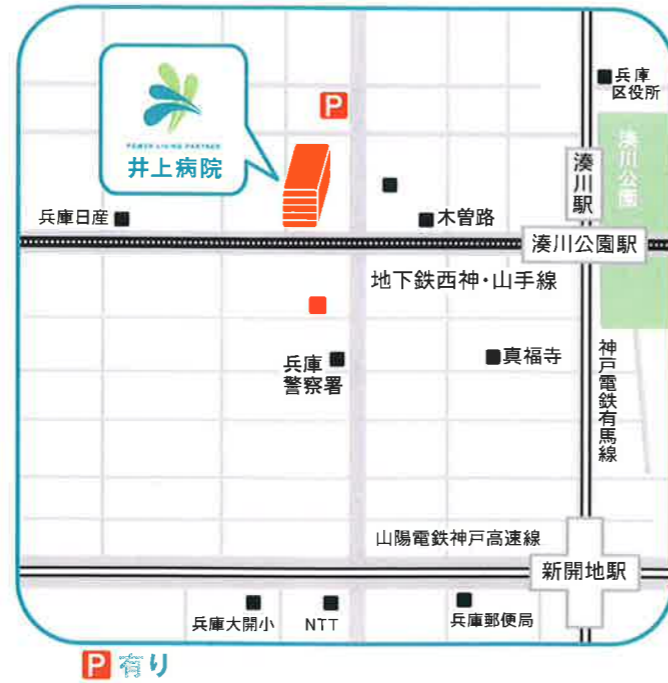 兵庫
区役所
P
POWER LIVING PARTNER
井上病院
湊川公園
湊川駅
兵庫日産
木曽路
湊川公園駅
地下鉄西神・山手線
兵庫
警察署
真福寺
神戸電鉄有馬線
山陽電鉄神戸高速線
新開地駅
兵庫大開小
NTT
兵庫郵便局
P 有り